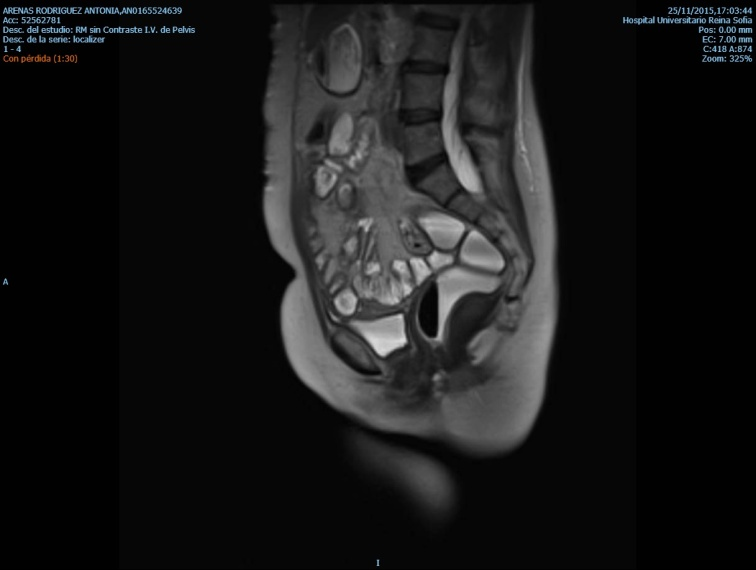 ARENAS RODRIGUEZ ANTONIA,AN0165524639
Acc: 52562781
Desc. del estudio: RM sin Contraste I.V. de Pelvis
Desc. de la serie: localizer
1 - 4
Con pérdida (1:30)
25/11/2015,17:03:44
Hospital Universitario Reina Sofia
Pos: 0.00 mm
EC: 7.00 mm
C:418 A:874
Zoom: 325%
A
I